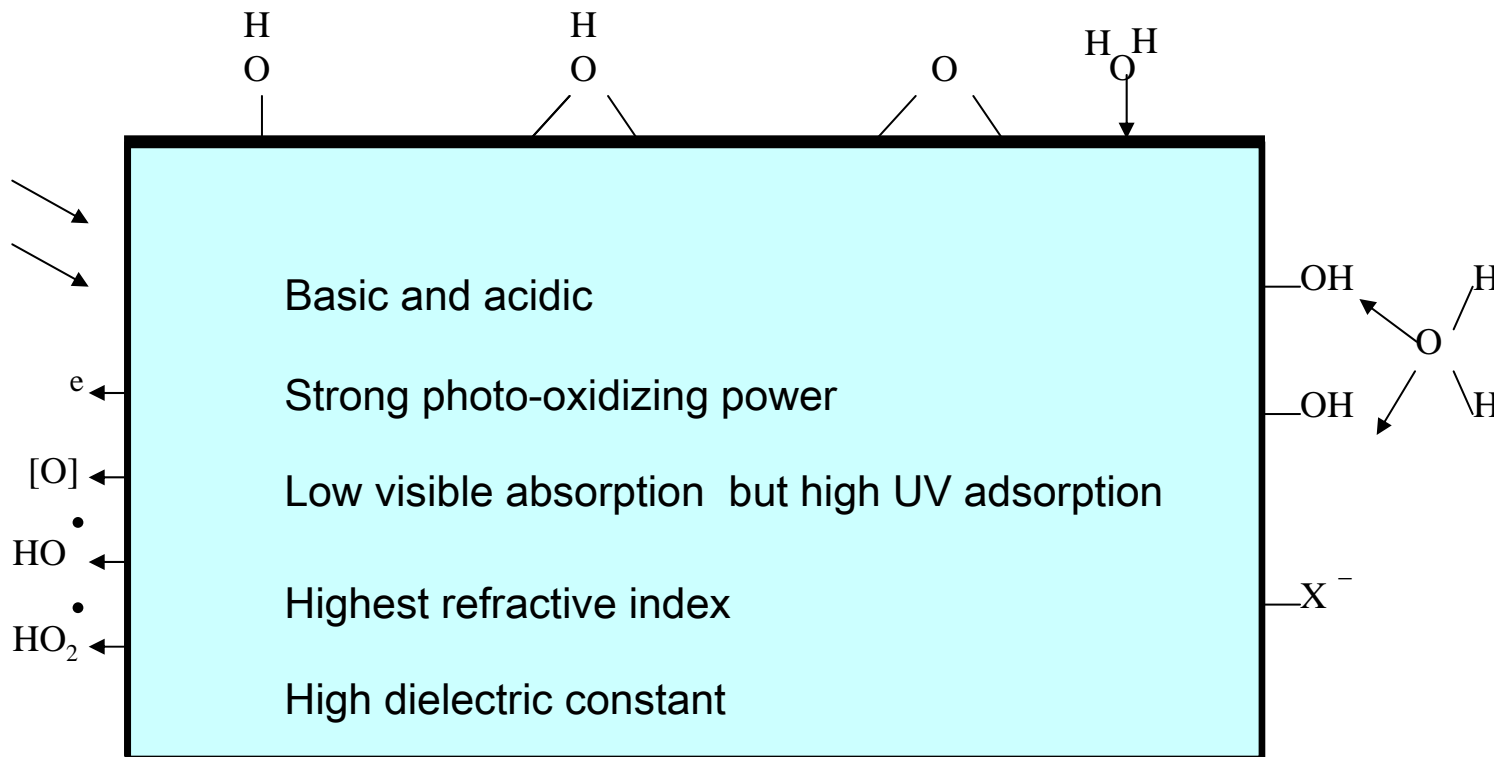 H H H H
O O O O
Basic and acidic
OH H
O
e Strong photo-oxidizing power OH H
[O] Low visible absorption but high UV adsorption
HO •
Highest refractive index X⁻
HO₂ •
High dielectric constant